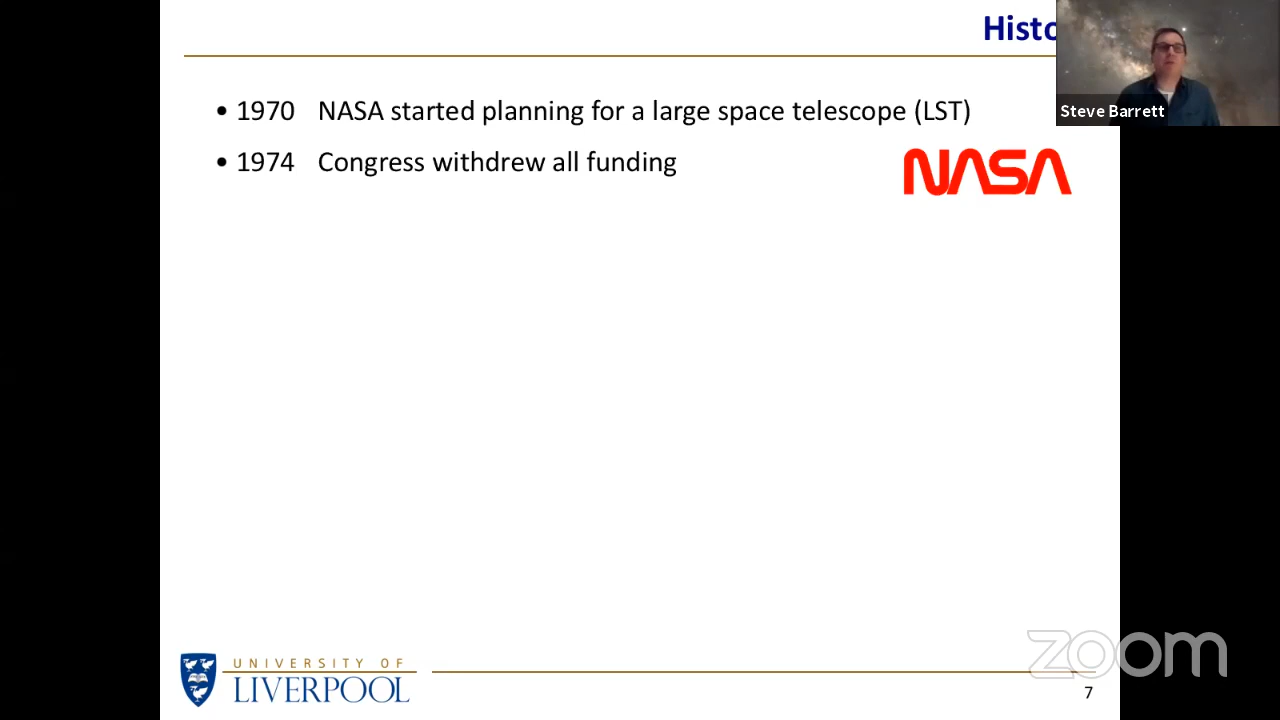 Histo
Steve Barrett
• 1970 NASA started planning for a large space telescope (LST)
• 1974 Congress withdrew all funding
NASA
UNIVERSITY OF
LIVERPOOL
zoom
7